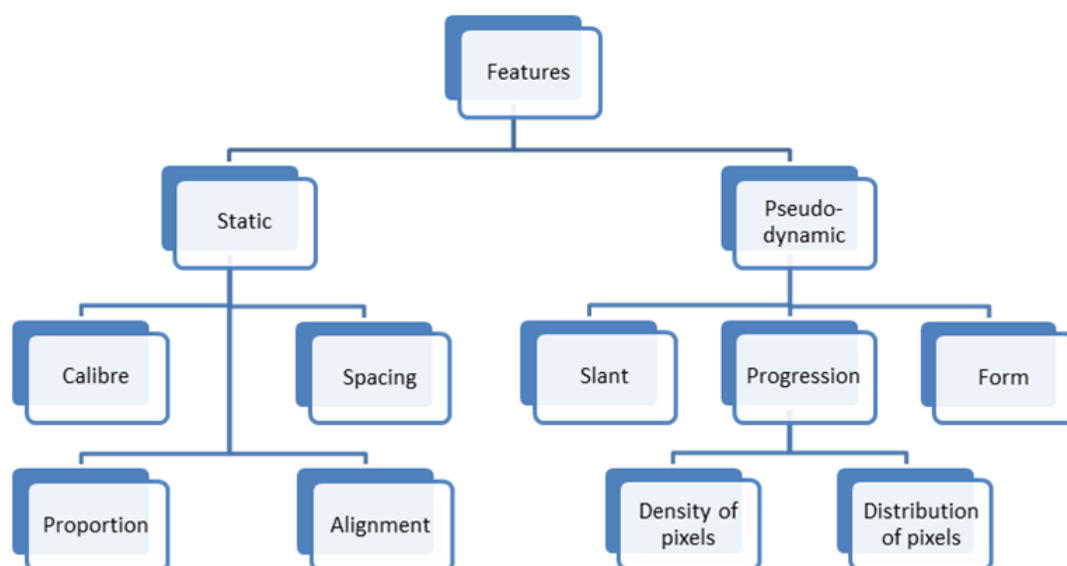 Features
Static
Pseudo-
dynamic
Calibre
Spacing
Slant
Progression
Form
Proportion
Alignment
Density of
pixels
Distribution
of pixels